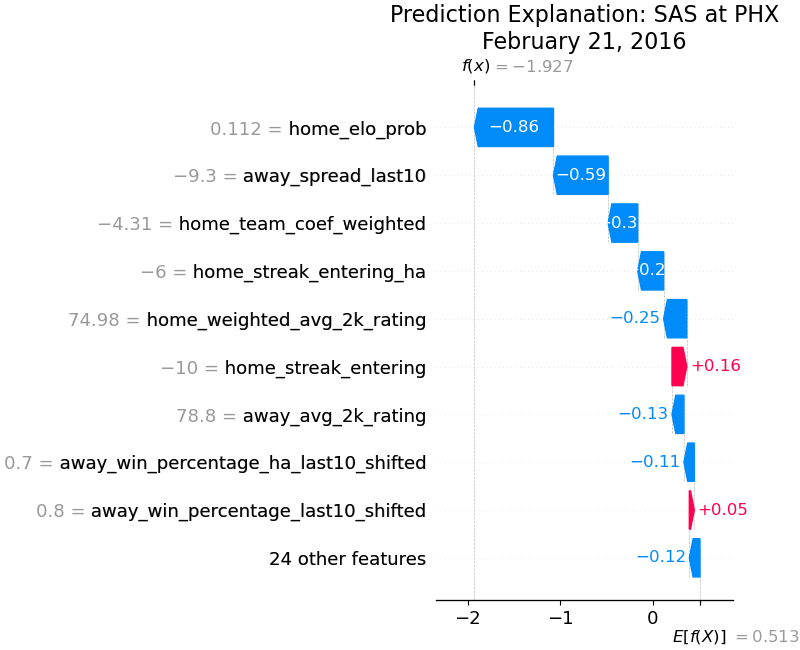 Prediction Explanation: SAS at PHX
February 21, 2016
f(x) = −1.927
0.112 = home_elo_prob
−0.86
−9.3 = away_spread_last10
−0.59
−4.31 = home_team_coef_weighted
−0.3
−6 = home_streak_entering_ha
0.2
74.98 = home_weighted_avg_2k_rating
−0.25
−10 = home_streak_entering
+0.16
78.8 = away_avg_2k_rating
−0.13
0.7 = away_win_percentage_ha_last10_shifted
−0.11
0.8 = away_win_percentage_last10_shifted
+0.05
24 other features
−0.12
−2 −1 0
E[f(X)] = 0.513